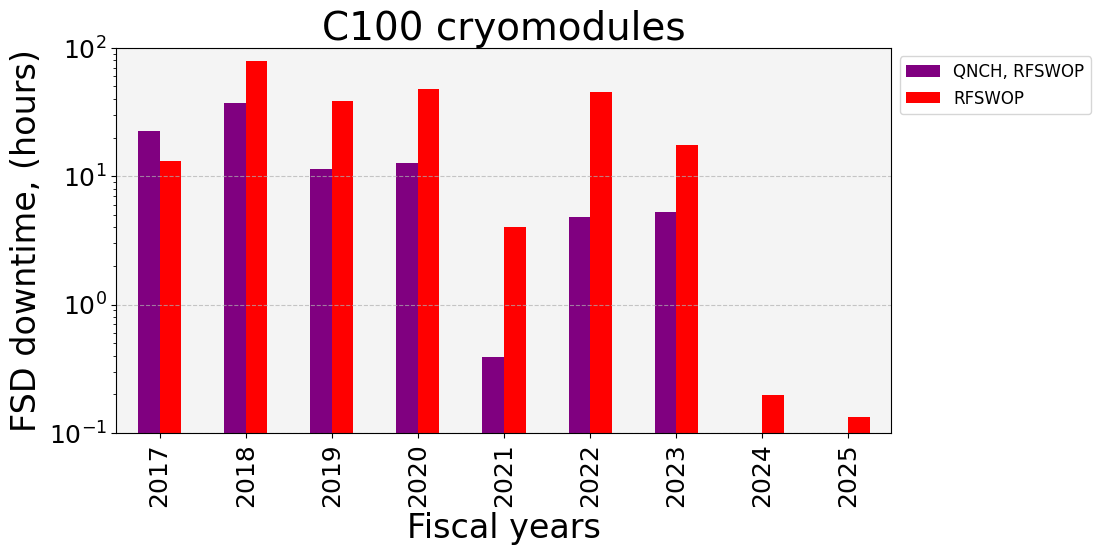 C100 cryomodules
FSD downtime, (hours)
10²
10¹
10⁰
10⁻¹
2017
2018
2019
2020
2021
2022
2023
2024
2025
Fiscal years
QNCH, RFSWOP
RFSWOP